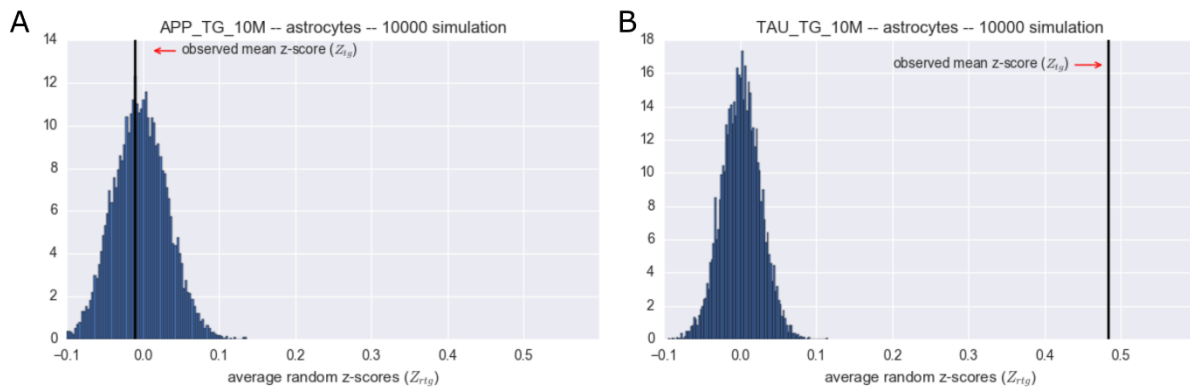 A
APP_TG_10M -- astrocytes -- 10000 simulation
observed mean z-score (Z_tg)
14
12
10
8
6
4
2
0
−0.1 0.0 0.1 0.2 0.3 0.4 0.5
average random z-scores (Z_rtg)
B
TAU_TG_10M -- astrocytes -- 10000 simulation
observed mean z-score (Z_tg)
18
16
14
12
10
8
6
4
2
0
−0.1 0.0 0.1 0.2 0.3 0.4 0.5
average random z-scores (Z_rtg)